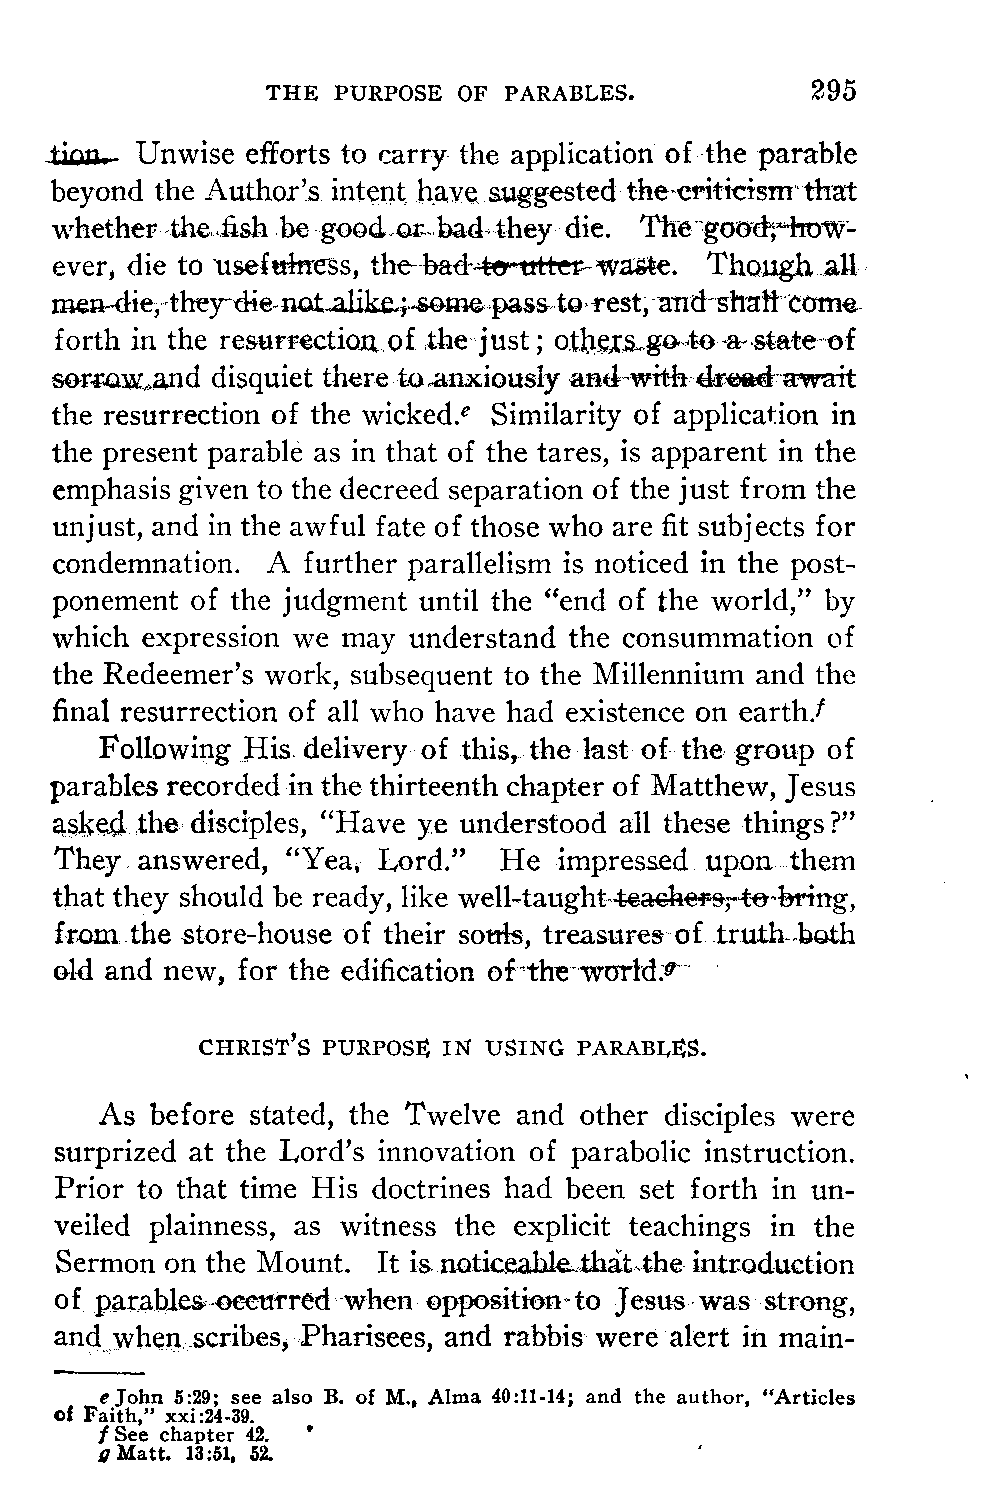 THE PURPOSE OF PARABLES. 295
tion. Unwise efforts to carry the application of the parable
beyond the Author's intent have suggested the criticism that
whether the fish be good or bad they die. The good, how-
ever, die to usefulness, the bad to utter waste. Though all
men die, they die not alike; some pass to rest, and shall come
forth in the resurrection of the just; others go to a state of
sorrow and disquiet there to anxiously and with dread await
the resurrection of the wicked.e Similarity of application in
the present parable as in that of the tares, is apparent in the
emphasis given to the decreed separation of the just from the
unjust, and in the awful fate of those who are fit subjects for
condemnation. A further parallelism is noticed in the post-
ponement of the judgment until the “end of the world,” by
which expression we may understand the consummation of
the Redeemer's work, subsequent to the Millennium and the
final resurrection of all who have had existence on earth.f
Following His delivery of this, the last of the group of
parables recorded in the thirteenth chapter of Matthew, Jesus
asked the disciples, “Have ye understood all these things?”
They answered, “Yea, Lord.” He impressed upon them
that they should be ready, like well-taught teachers, to bring,
from the store-house of their souls, treasures of truth both
old and new, for the edification of the world.g
CHRIST'S PURPOSE IN USING PARABLES.
As before stated, the Twelve and other disciples were
surprized at the Lord's innovation of parabolic instruction.
Prior to that time His doctrines had been set forth in un-
veiled plainness, as witness the explicit teachings in the
Sermon on the Mount. It is noticeable that the introduction
of parables occurred when opposition to Jesus was strong,
and when scribes, Pharisees, and rabbis were alert in main-
e John 5:29; see also B. of M., Alma 40:11-14; and the author, “Articles
of Faith,” xxi:24-39.
f See chapter 42.
g Matt. 13:51, 52.